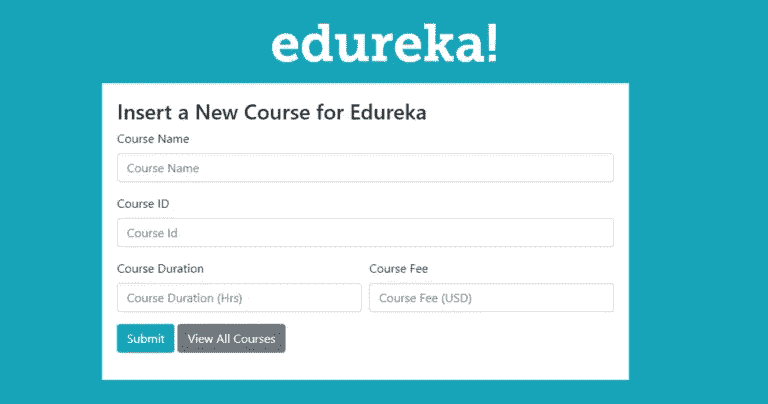 edureka!
Insert a New Course for Edureka
Course Name
Course Name
Course ID
Course Id
Course Duration Course Fee
Course Duration (Hrs) Course Fee (USD)
Submit View All Courses